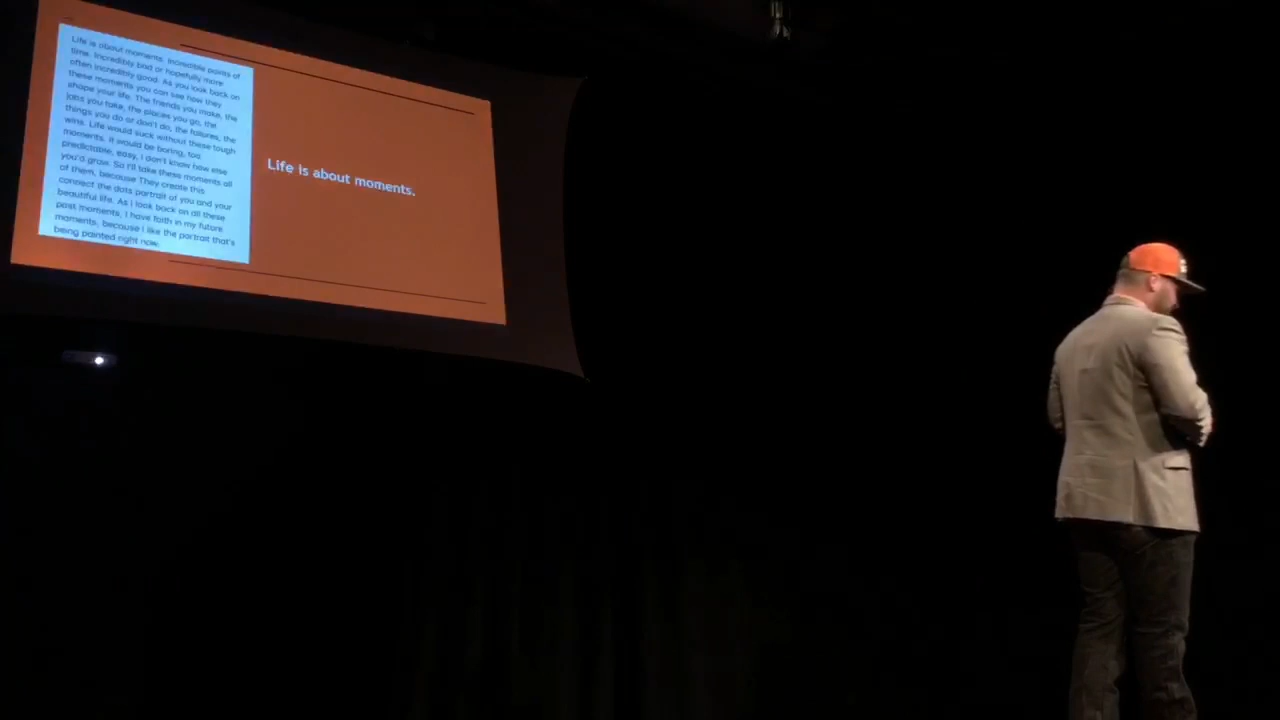 Life is about moments. Incredible points of
time. Incredibly bad or hopefully more
often incredibly good. As you look back on
these moments you can see how they
shape your life. The friends you make, the
jobs you take, the places you go, the
things you do or don't do, the failures, the
wins. Life would suck without these tough
moments. It would be boring, too
predictable, easy, I don't know how else
you'd grow. So I'll take these moments all
of them, because They create this
connect the dots portrait of you and your
beautiful life. As I look back on all these
past moments, I have faith in my future
moments, because I like the portrait that's
being painted right now.
Life is about moments.